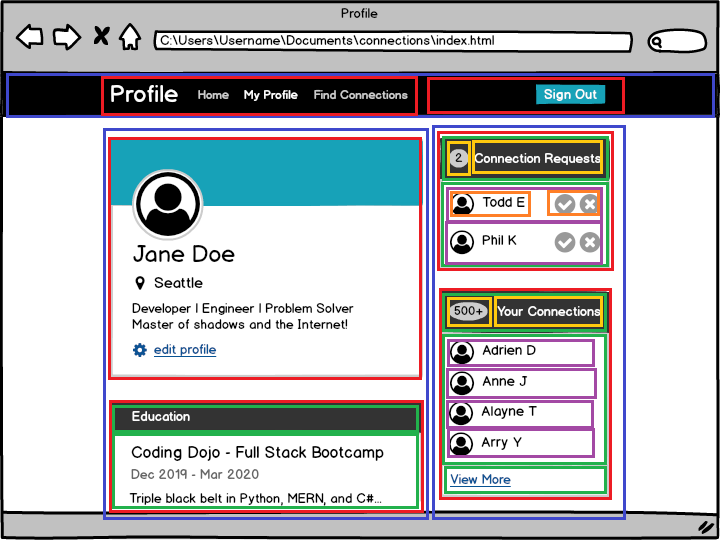 Profile
C:\Users\Username\Documents\connections\index.html
Profile Home My Profile Find Connections Sign Out
Jane Doe
Seattle
Developer | Engineer | Problem Solver
Master of shadows and the Internet!
edit profile
Education
Coding Dojo - Full Stack Bootcamp
Dec 2019 - Mar 2020
Triple black belt in Python, MERN, and C#...
2 Connection Requests
Todd E
Phil K
500+ Your Connections
Adrien D
Anne J
Alayne T
Arry Y
View More